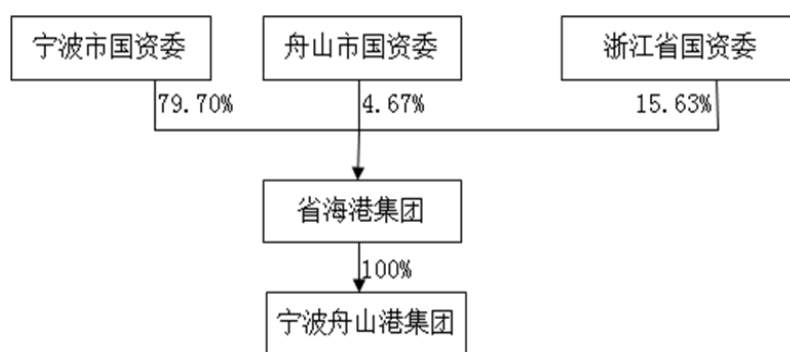 宁波市国资委
舟山市国资委
浙江省国资委
79.70%
4.67%
15.63%
省海港集团
100%
宁波舟山港集团